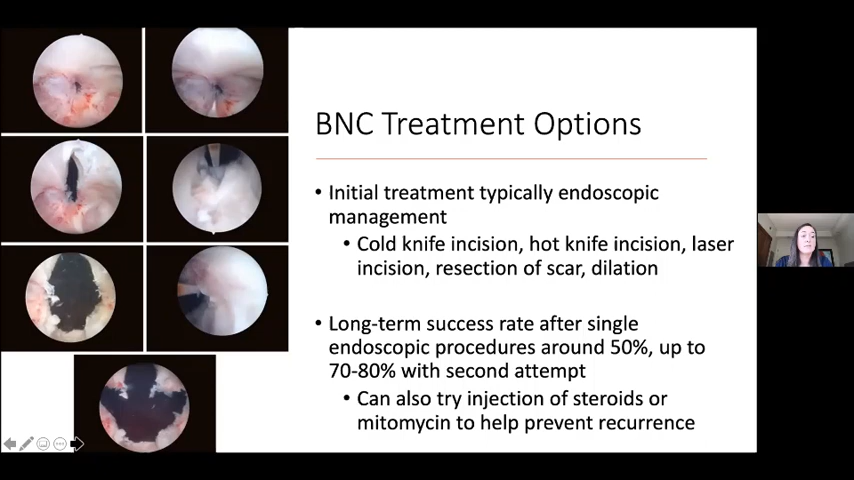 BNC Treatment Options
• Initial treatment typically endoscopic
management
• Cold knife incision, hot knife incision, laser
incision, resection of scar, dilation
• Long-term success rate after single
endoscopic procedures around 50%, up to
70-80% with second attempt
• Can also try injection of steroids or
mitomycin to help prevent recurrence